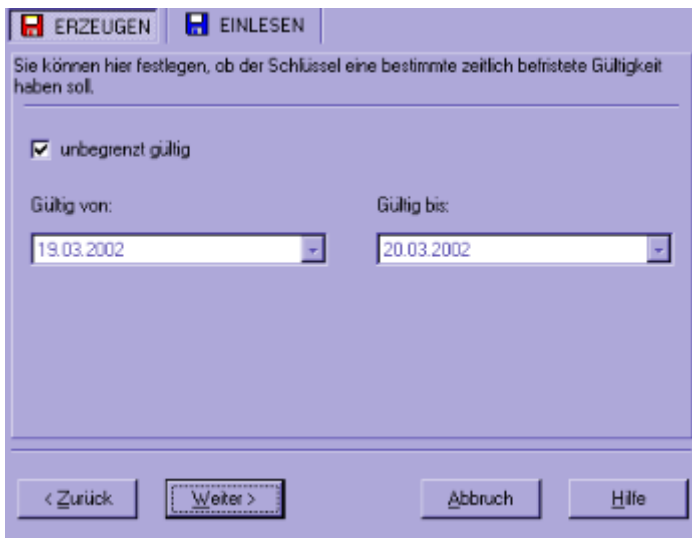 ERZEUGEN EINLESEN
Sie können hier festlegen, ob der Schlüssel eine bestimmte zeitlich befristete Gültigkeit
haben soll.
unbegrenzt gültig
Gültig von: Gültig bis:
19.03.2002 20.03.2002
< Zurück Weiter > Abbruch Hilfe